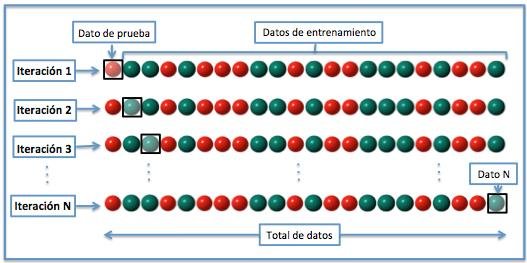 Dato de prueba
Datos de entrenamiento
Iteración 1
Iteración 2
Iteración 3
Dato N
Iteración N
Total de datos